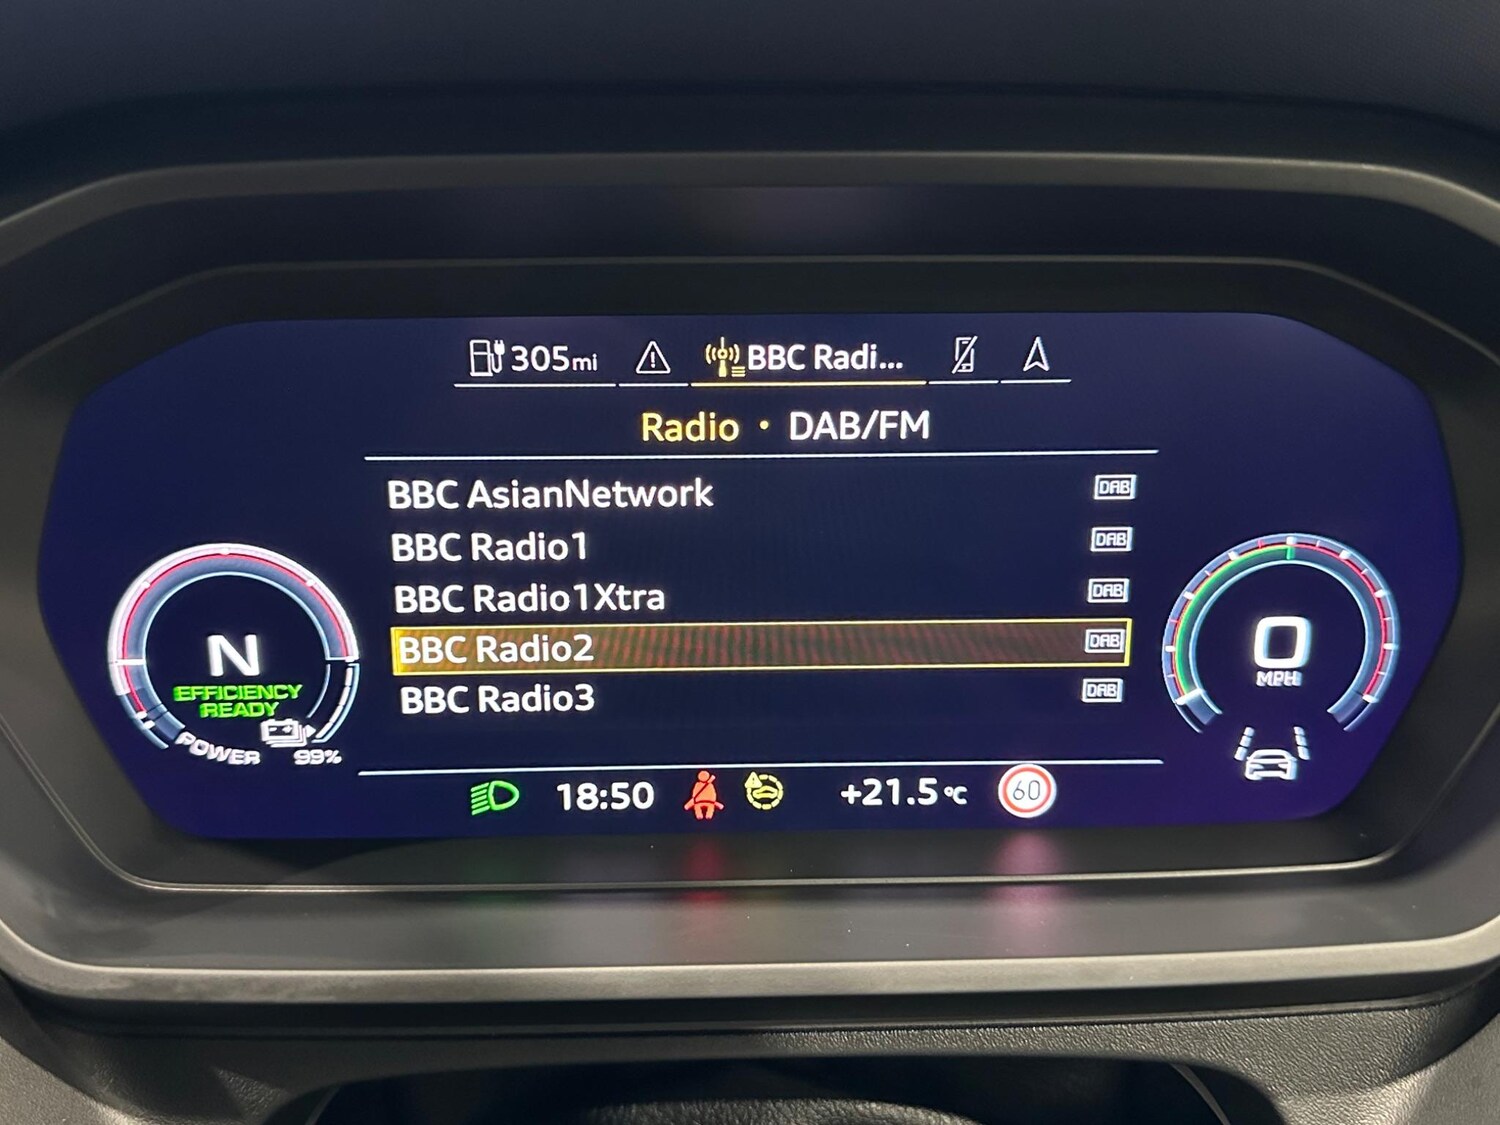 305mi BBC Radi...
Radio • DAB/FM
BBC AsianNetwork DAB
BBC Radio1 DAB
BBC Radio1Xtra DAB
BBC Radio2 DAB
BBC Radio3 DAB
N
EFFICIENCY
READY
POWER 99%
0
MPH
18:50 +21.5°C 60